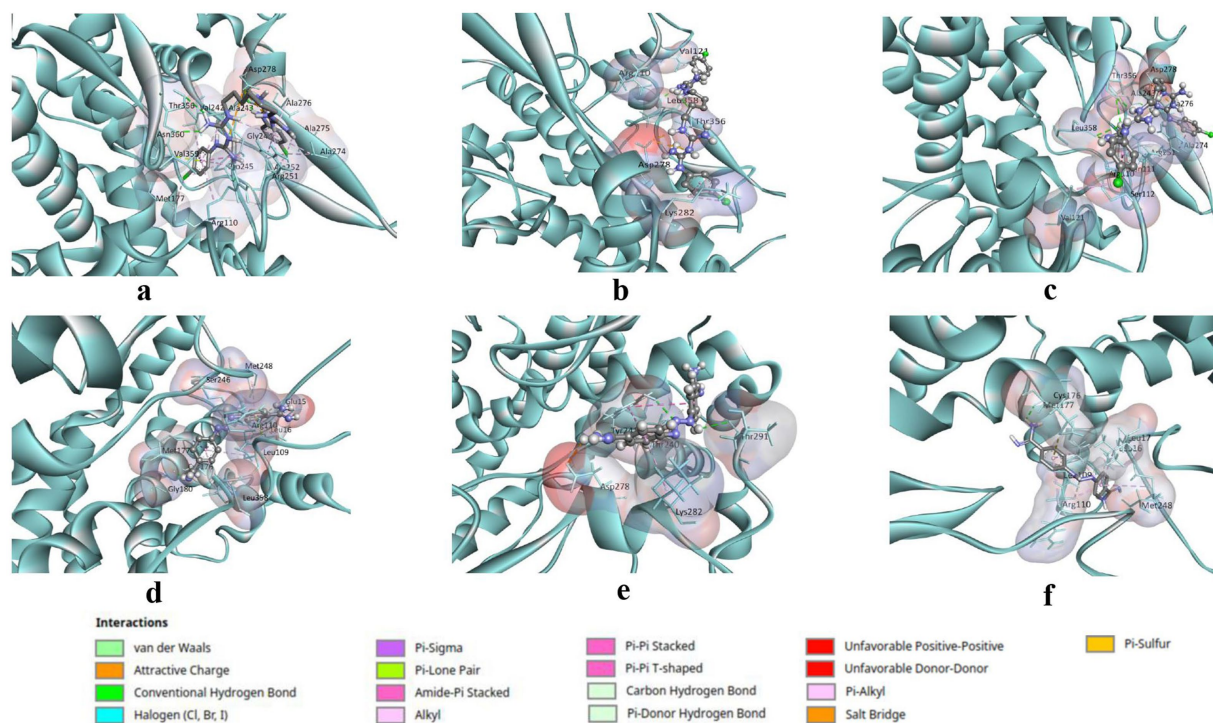 Asp278
Thr356
Val242
Ala243
Ala276
Asn360
Ala275
Val359
Ala274
Arg251
Met177
Arg110
a
Val121
Leu358
Thr356
Asp278
Lys282
b
Asp278
Thr356
Leu358
Ala274
Ser112
Val121
c
Met248
Ser246
Glu15
Arg110
Leu109
Gly180
Leu358
d
Thr291
Asp278
Lys282
e
Cys176
Met177
Arg110
Met248
f
Interactions
van der Waals
Attractive Charge
Conventional Hydrogen Bond
Halogen (Cl, Br, I)
Pi-Sigma
Pi-Lone Pair
Amide-Pi Stacked
Alkyl
Pi-Pi Stacked
Pi-Pi T-shaped
Carbon Hydrogen Bond
Pi-Donor Hydrogen Bond
Unfavorable Positive-Positive
Unfavorable Donor-Donor
Pi-Alkyl
Salt Bridge
Pi-Sulfur